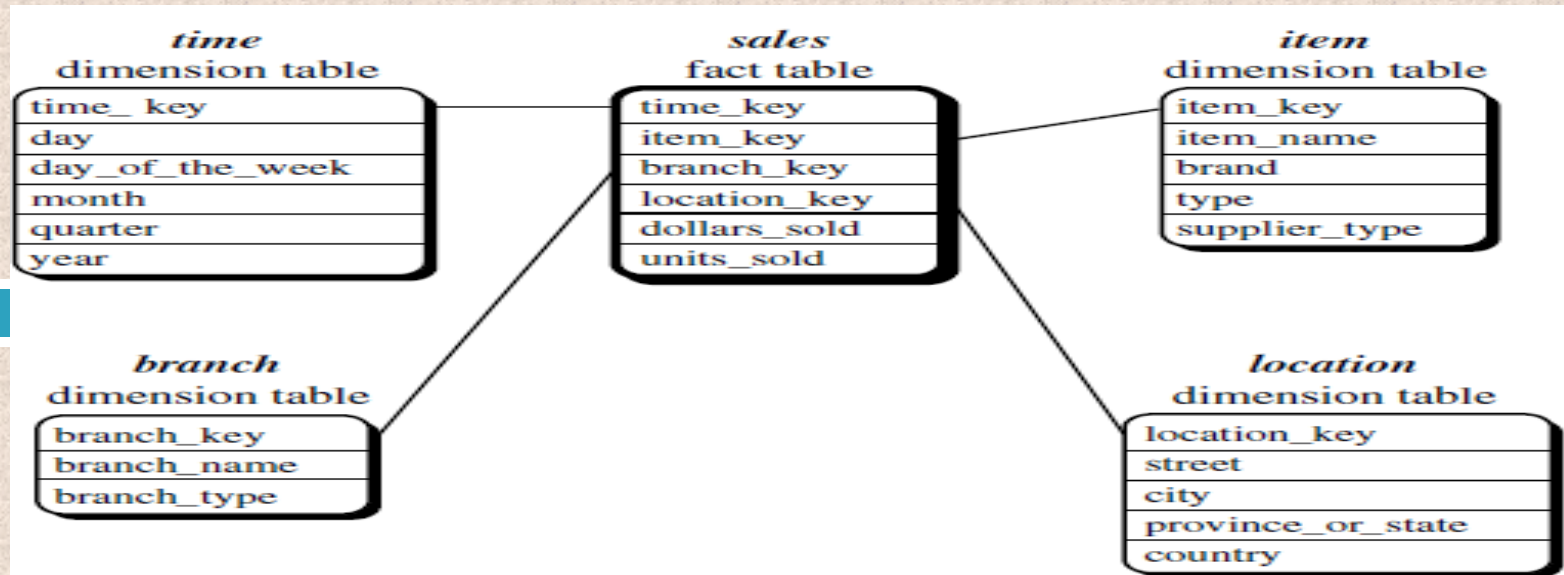 time
dimension table
time_ key
day
day_of_the_week
month
quarter
year
sales
fact table
time_key
item_key
branch_key
location_key
dollars_sold
units_sold
item
dimension table
item_key
item_name
brand
type
supplier_type
branch
dimension table
branch_key
branch_name
branch_type
location
dimension table
location_key
street
city
province_or_state
country